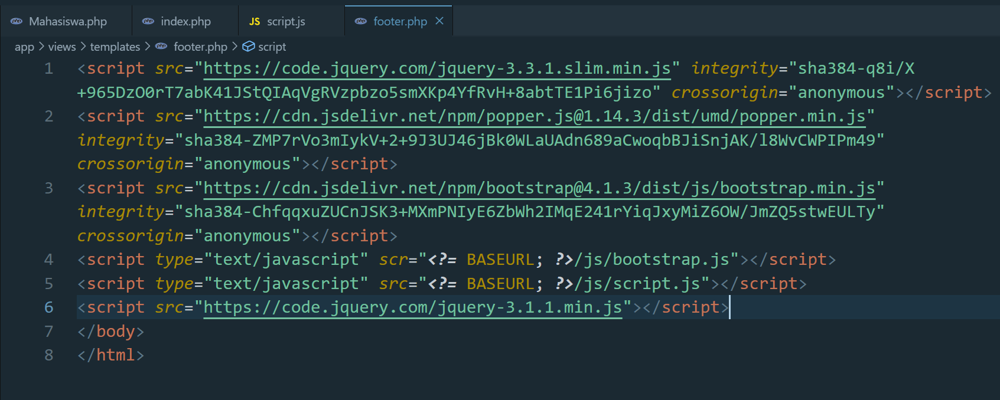 Mahasiswa.php index.php JS script.js footer.php
app > views > templates > footer.php > script
1 <script src="https://code.jquery.com/jquery-3.3.1.slim.min.js" integrity="sha384-q8i/X
+965DzO0rT7abK41JStQIAqVgRVzpbzo5smXKp4YfRvH+8abtTE1Pi6jizo" crossorigin="anonymous"></script>
2 <script src="https://cdn.jsdelivr.net/npm/popper.js@1.14.3/dist/umd/popper.min.js"
integrity="sha384-ZMP7rVo3mIykV+2+9J3UJ46jBk0WLaUAdn689aCwoqbBJiSnjAK/l8WvCWPIPm49"
crossorigin="anonymous"></script>
3 <script src="https://cdn.jsdelivr.net/npm/bootstrap@4.1.3/dist/js/bootstrap.min.js"
integrity="sha384-ChfqqxuZUCnJSK3+MXmPNIyE6ZbWh2IMqE241rYiqJxyMiZ6OW/JmZQ5stwEULTy"
crossorigin="anonymous"></script>
4 <script type="text/javascript" scr="<?= BASEURL; ?>/js/bootstrap.js"></script>
5 <script type="text/javascript" src="<?= BASEURL; ?>/js/script.js"></script>
6 <script src="https://code.jquery.com/jquery-3.1.1.min.js"></script>
7 </body>
8 </html>